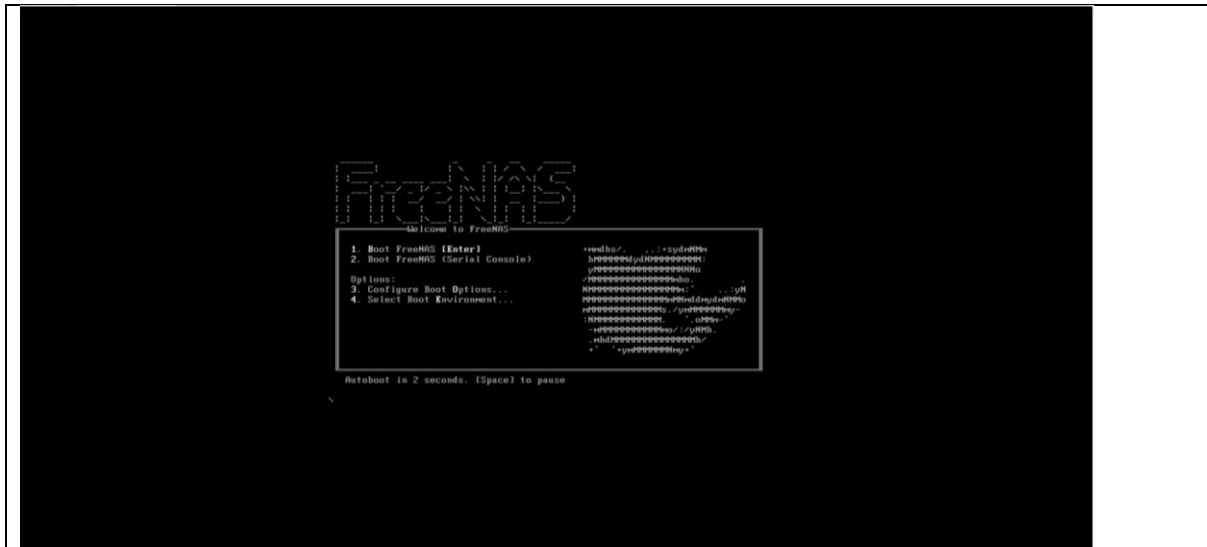 FreeNAS
Welcome to FreeNAS
1. Boot FreeNAS [Enter]
2. Boot FreeNAS (Serial Console)
Options:
3. Configure Boot Options...
4. Select Boot Environment...
Autoboot in 2 seconds. [Space] to pause